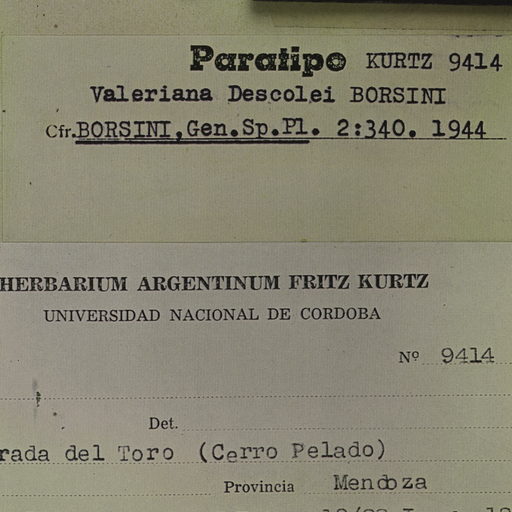 Paratipo KURTZ 9414
Valeriana Descolei BORSINI
Cfr. BORSINI, Gen. Sp. Pl. 2:340. 1944
HERBARIUM ARGENTINUM FRITZ KURTZ
UNIVERSIDAD NACIONAL DE CORDOBA
Nº 9414
Det.
rada del Toro (Cerro Pelado)
Provincia Mendoza